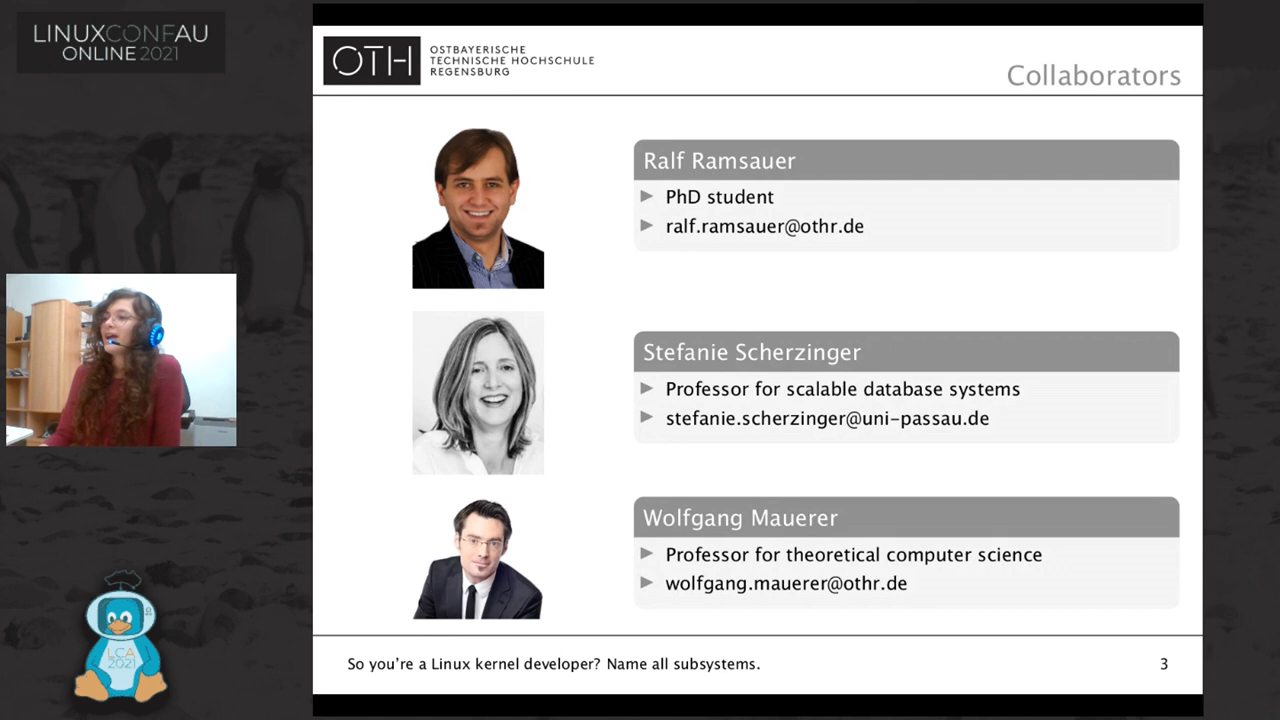 LINUXCONFAU
ONLINE 2021
OTH
OSTBAYERISCHE
TECHNISCHE HOCHSCHULE
REGENSBURG
Collaborators
Ralf Ramsauer
PhD student
ralf.ramsauer@othr.de
Stefanie Scherzinger
Professor for scalable database systems
stefanie.scherzinger@uni-passau.de
Wolfgang Mauerer
Professor for theoretical computer science
wolfgang.mauerer@othr.de
LCA
2021
So you're a Linux kernel developer? Name all subsystems.
3